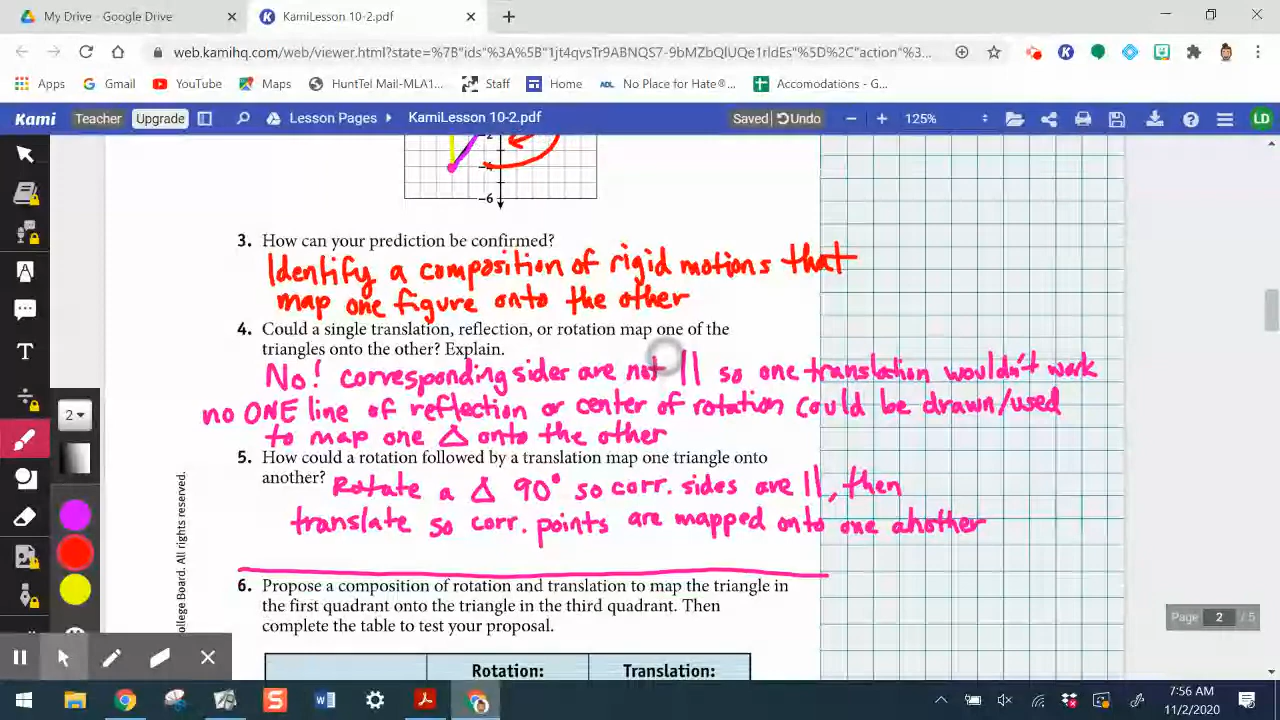 My Drive - Google Drive
KamiLesson 10-2.pdf
web.kamihq.com/web/viewer.html?state=%7B"ids"%3A%5B"1jt4qvsTr9ABNQS7-9bMZbQlUQe1rldEs"%5D%2C"action"%3...
Apps Gmail YouTube Maps HuntTel Mail-MLA1... Staff Home ADL No Place for Hate®... Accomodations - G...
Kami Teacher Upgrade Lesson Pages KamiLesson 10-2.pdf Saved Undo 125% LD
-2
-4
-6
3. How can your prediction be confirmed?
Identify a composition of rigid motions that
map one figure onto the other
4. Could a single translation, reflection, or rotation map one of the
triangles onto the other? Explain.
No! corresponding sides are not || so one translation wouldn't work
no ONE line of reflection or center of rotation could be drawn/used
to map one △ onto the other
5. How could a rotation followed by a translation map one triangle onto
another? Rotate a △ 90° so corr. sides are ||, then
translate so corr. points are mapped onto one another
6. Propose a composition of rotation and translation to map the triangle in
the first quadrant onto the triangle in the third quadrant. Then
complete the table to test your proposal.
Rotation: Translation:
College Board. All rights reserved.
2
Page 2 / 5
7:56 AM
11/2/2020